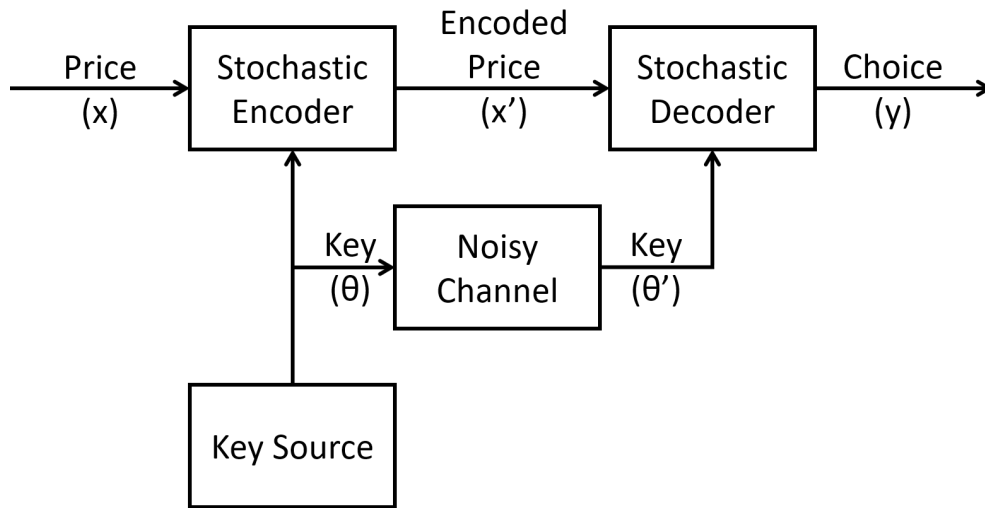 Price
(x)
Stochastic
Encoder
Encoded
Price
(x’)
Stochastic
Decoder
Choice
(y)
Key
(θ)
Noisy
Channel
Key
(θ’)
Key Source